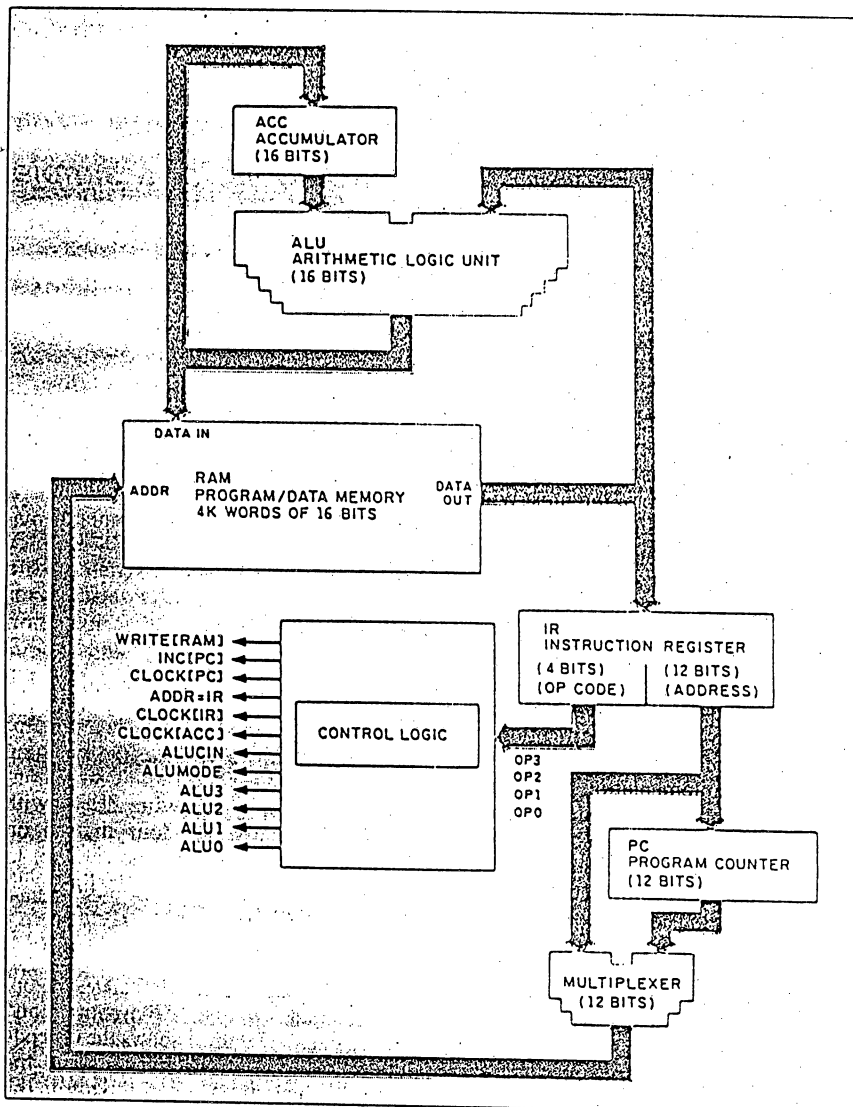 ACC
ACCUMULATOR
(16 BITS)
ALU
ARITHMETIC LOGIC UNIT
(16 BITS)
DATA IN
ADDR
RAM
PROGRAM/DATA MEMORY
4K WORDS OF 16 BITS
DATA
OUT
WRITE[RAM]
INC[PC]
CLOCK[PC]
ADDR=IR
CLOCK[IR]
CLOCK[ACC]
ALUCIN
ALUMODE
ALU3
ALU2
ALU1
ALU0
CONTROL LOGIC
IR
INSTRUCTION REGISTER
(4 BITS)
(OP CODE)
(12 BITS)
(ADDRESS)
OP3
OP2
OP1
OP0
PC
PROGRAM COUNTER
(12 BITS)
MULTIPLEXER
(12 BITS)